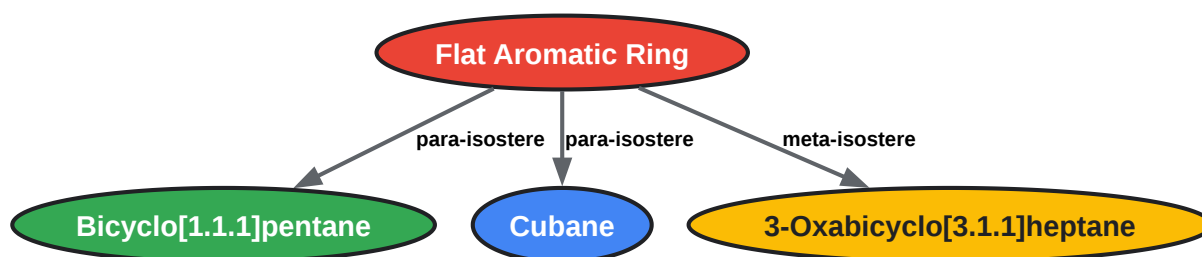 Flat Aromatic Ring
para-isostere
para-isostere
meta-isostere
Bicyclo[1.1.1]pentane
Cubane
3-Oxabicyclo[3.1.1]heptane